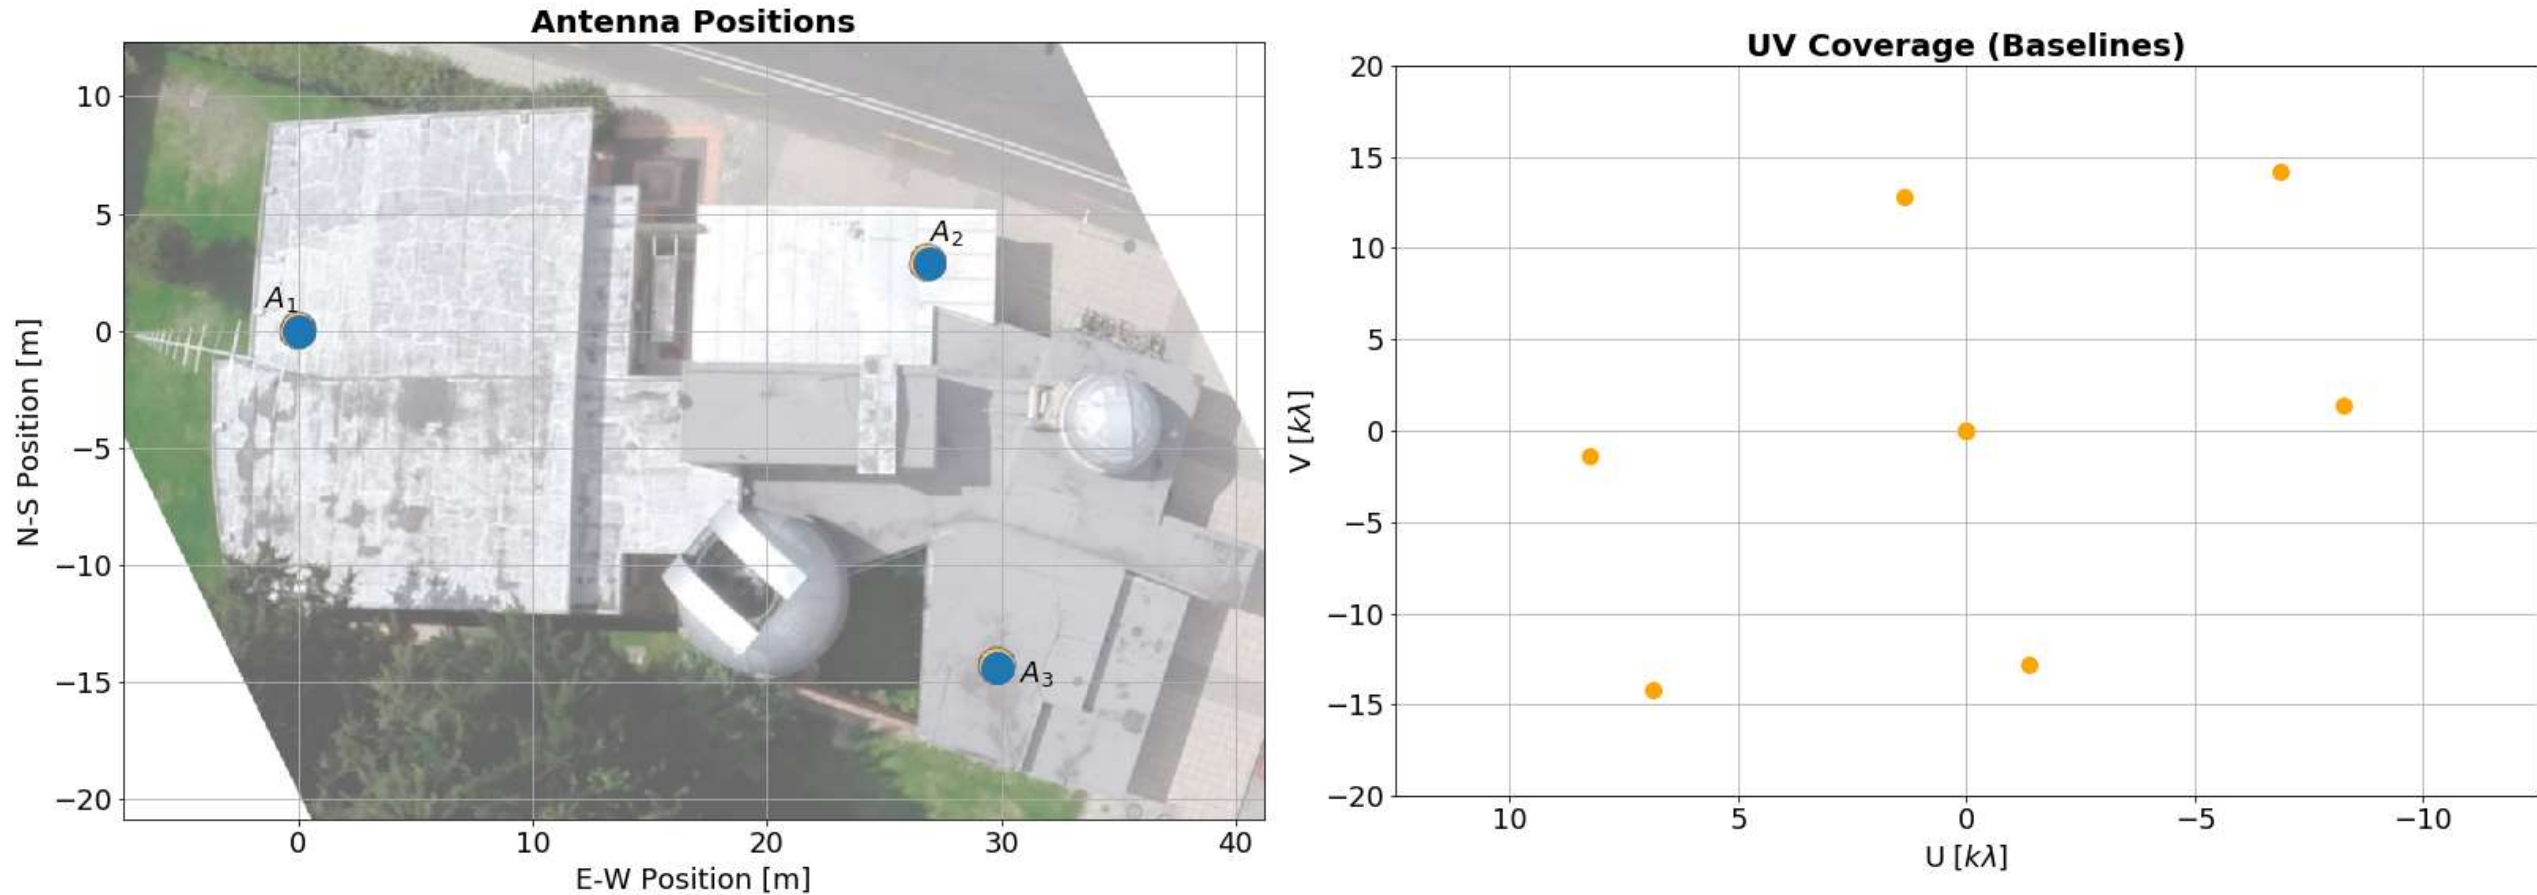 Antenna Positions
N-S Position [m]
10
5
0
−5
−10
−15
−20
A1
A2
A3
0
10
20
30
40
E-W Position [m]
UV Coverage (Baselines)
V [kλ]
20
15
10
5
0
−5
−10
−15
−20
10
5
0
−5
−10
U [kλ]